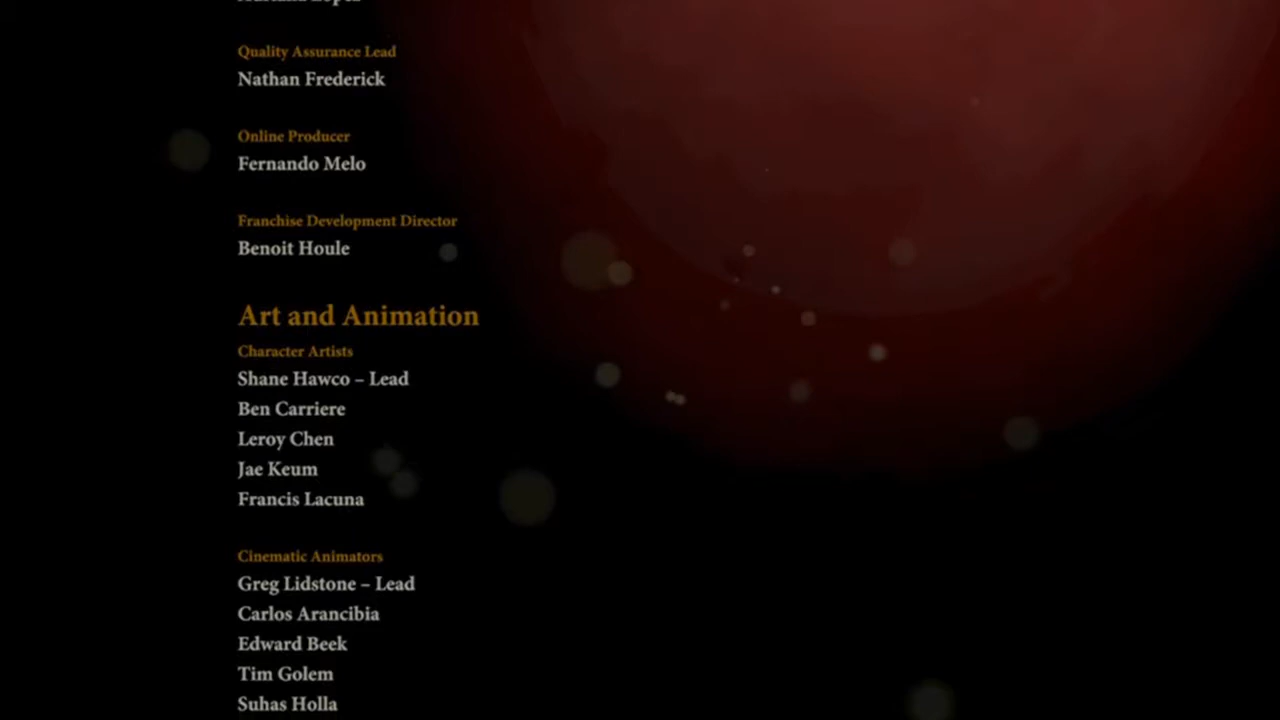 Quality Assurance Lead
Nathan Frederick
Online Producer
Fernando Melo
Franchise Development Director
Benoit Houle
Art and Animation
Character Artists
Shane Hawco – Lead
Ben Carriere
Leroy Chen
Jae Keum
Francis Lacuna
Cinematic Animators
Greg Lidstone – Lead
Carlos Arancibia
Edward Beek
Tim Golem
Suhas Holla